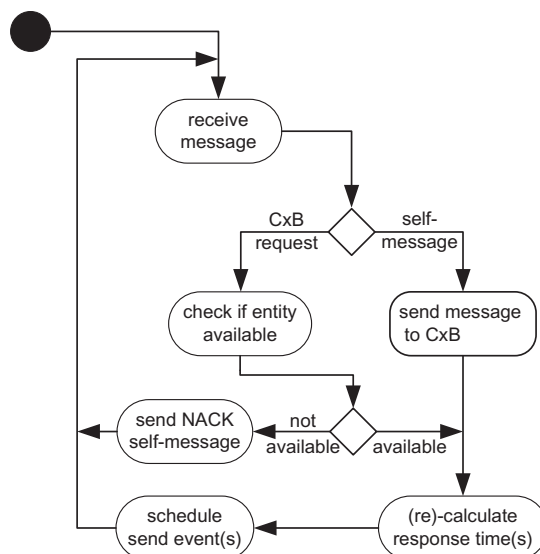 receive
message
CxB
request
self-
message
check if entity
available
send message
to CxB
send NACK
self-message
not
available
available
schedule
send event(s)
(re)-calculate
response time(s)